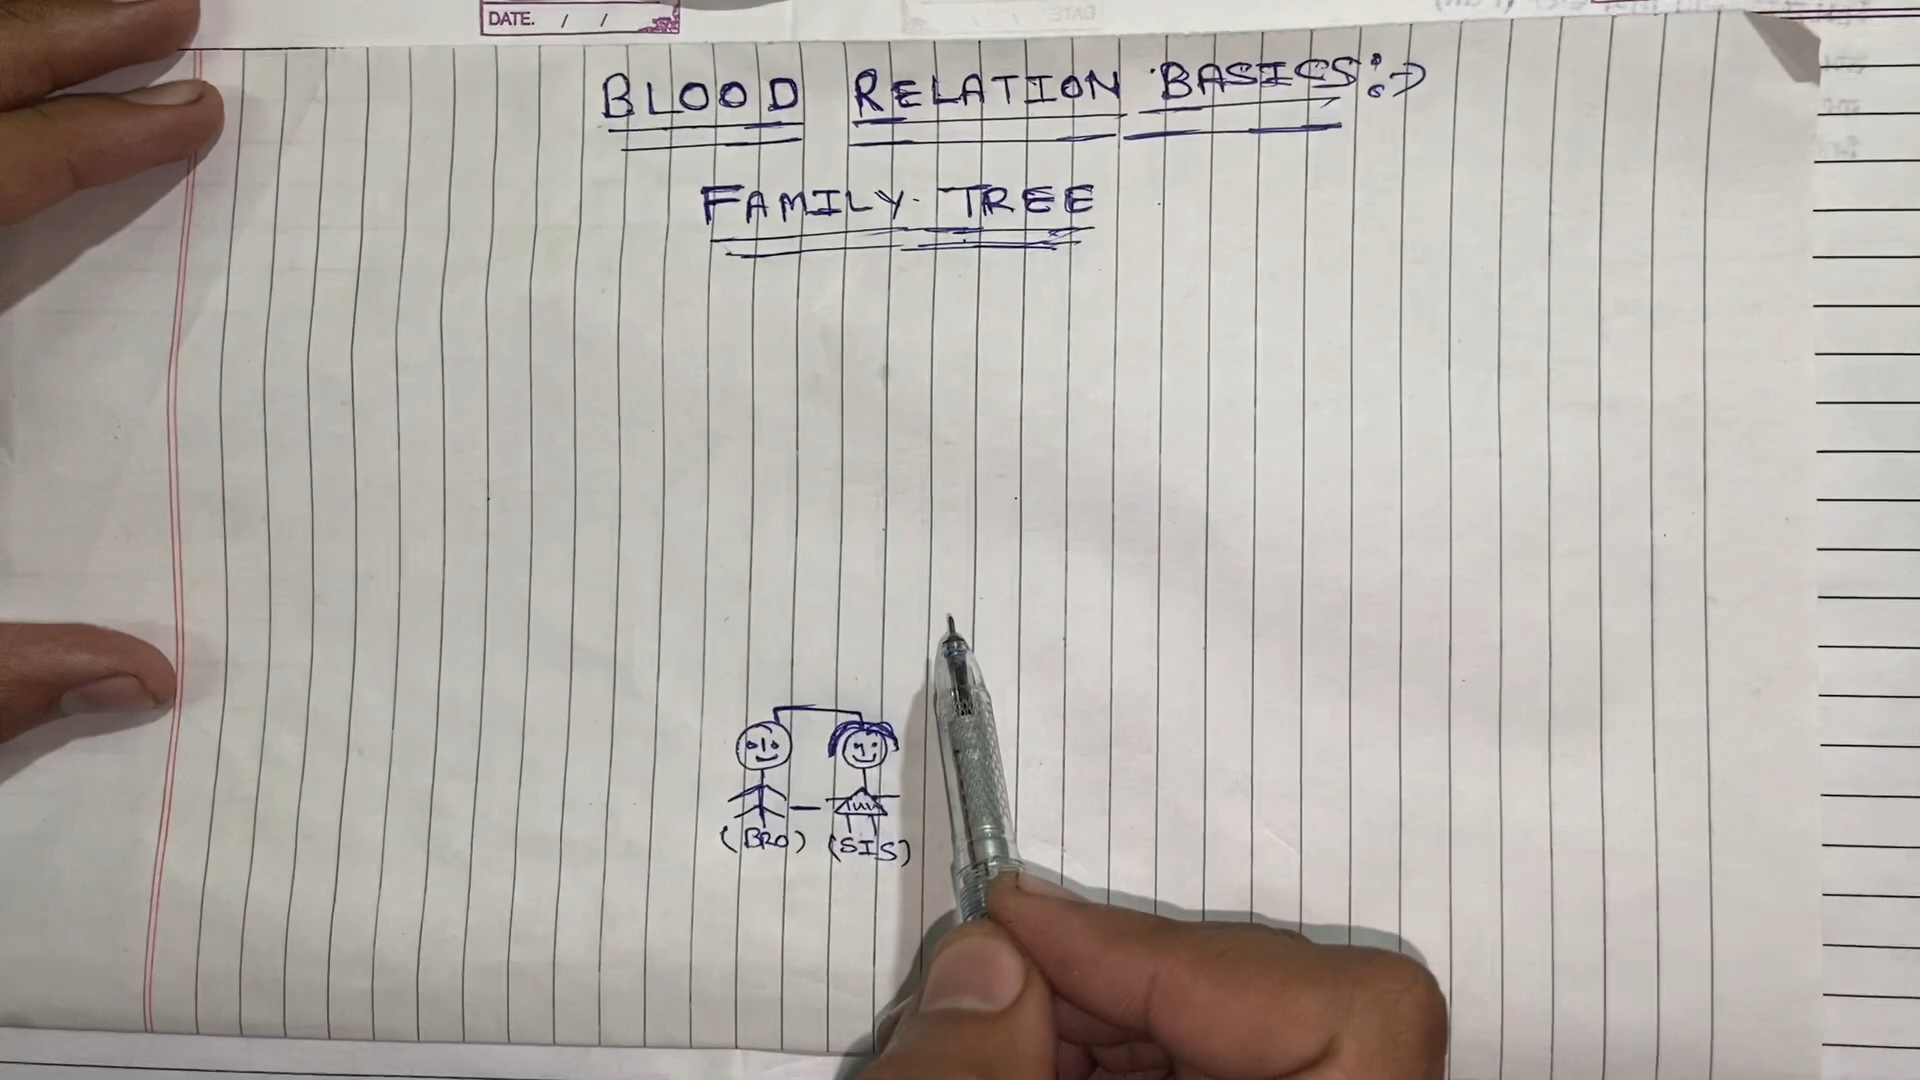 DATE. / /
BLOOD RELATION BASICS:→
FAMILY TREE
(BRO) (SIS)